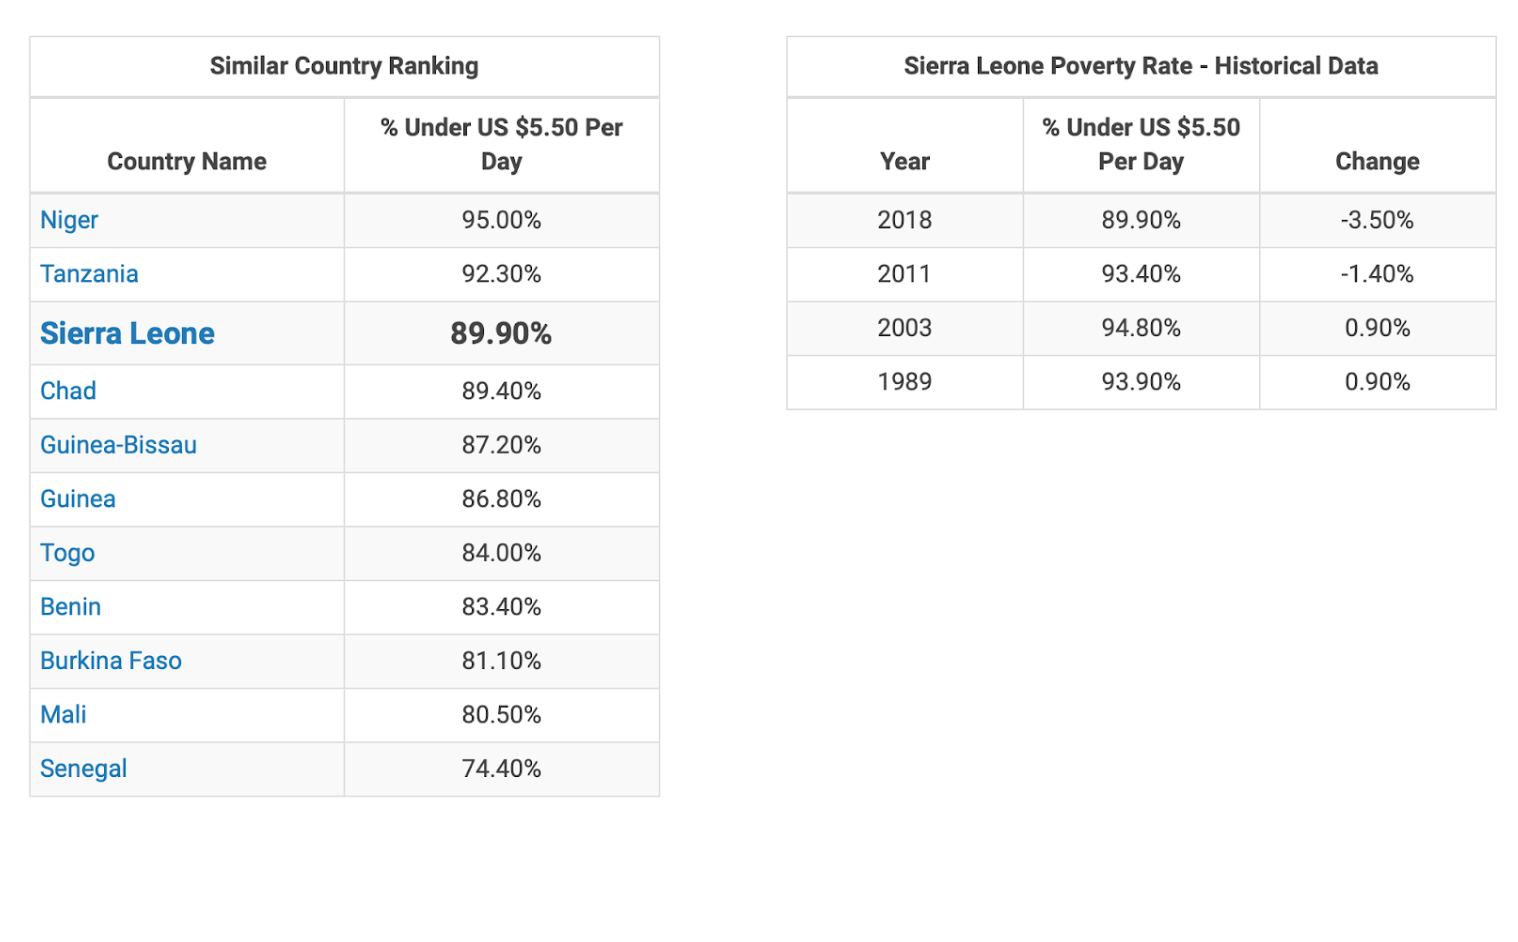 Similar Country Ranking
Country Name % Under US $5.50 Per
Day
Niger 95.00%
Tanzania 92.30%
Sierra Leone 89.90%
Chad 89.40%
Guinea-Bissau 87.20%
Guinea 86.80%
Togo 84.00%
Benin 83.40%
Burkina Faso 81.10%
Mali 80.50%
Senegal 74.40%
Sierra Leone Poverty Rate - Historical Data
Year % Under US $5.50
Per Day Change
2018 89.90% -3.50%
2011 93.40% -1.40%
2003 94.80% 0.90%
1989 93.90% 0.90%